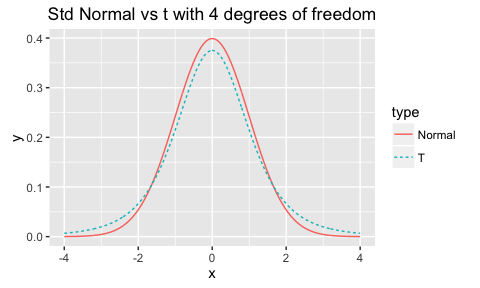 Std Normal vs t with 4 degrees of freedom
0.4
0.3
0.2
0.1
0.0
y
-4
-2
0
2
4
x
type
Normal
T